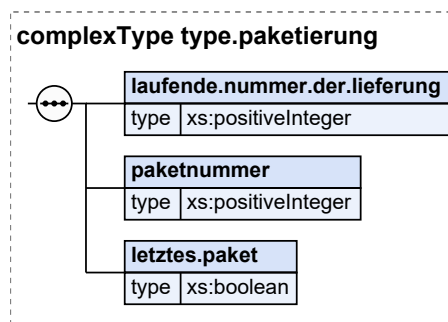 complexType type.paketierung
laufende.nummer.der.lieferung
type xs:positiveInteger
paketnummer
type xs:positiveInteger
letztes.paket
type xs:boolean